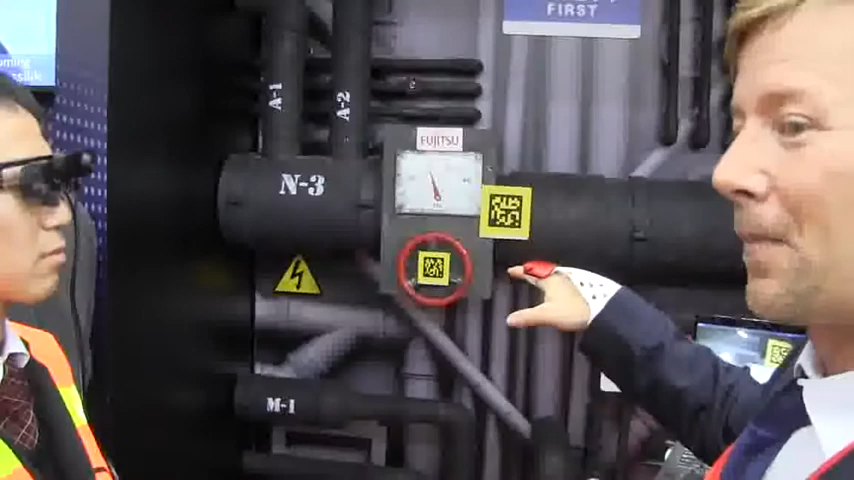 FIRST
A-1
A-2
FUJITSU
N-3
M-1